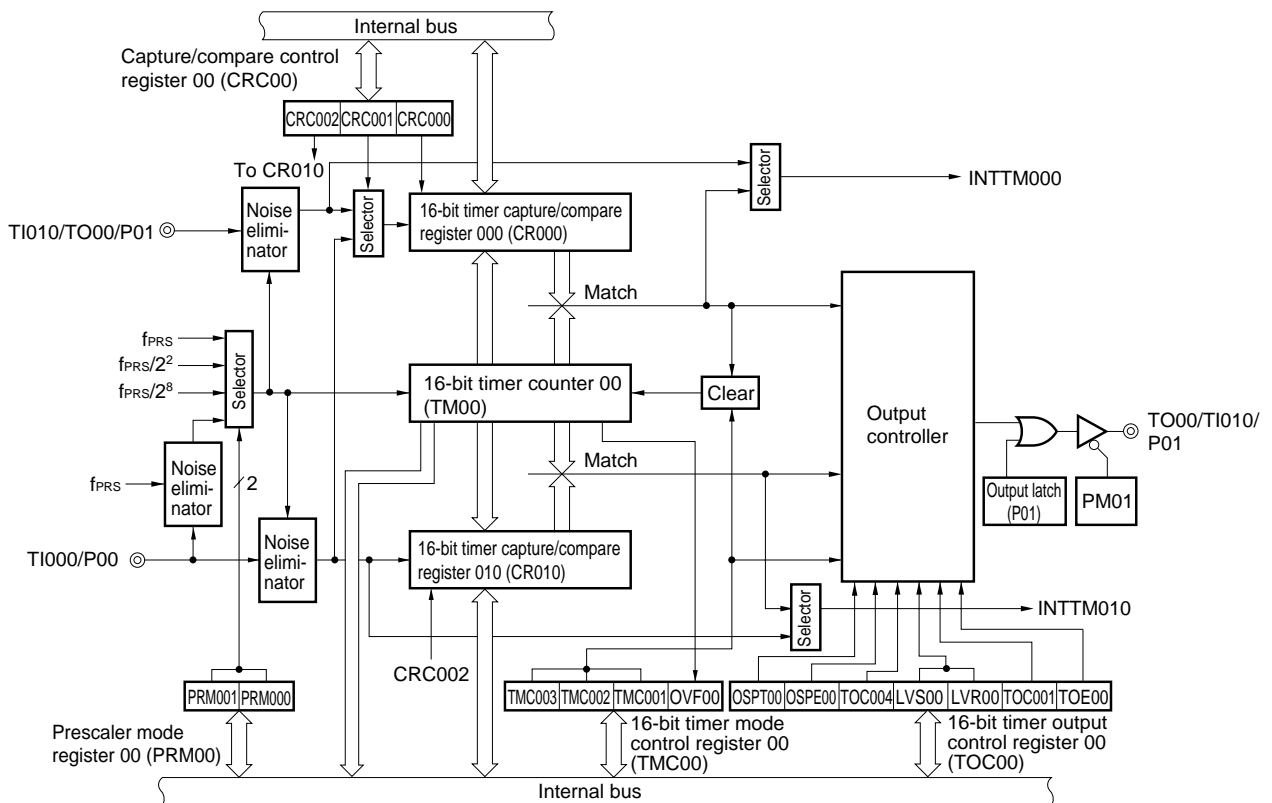 Internal bus
Capture/compare control
register 00 (CRC00)
CRC002 CRC001 CRC000
To CR010
Selector
INTTM000
Noise
elimi-
nator
Selector
16-bit timer capture/compare
register 000 (CR000)
TI010/TO00/P01
Match
fPRS
fPRS/2²
fPRS/2⁸
Selector
16-bit timer counter 00
(TM00)
Clear
Output
controller
TO00/TI010/
P01
Noise
elimi-
nator
fPRS
2
Match
Output latch
(P01)
PM01
TI000/P00
Noise
elimi-
nator
16-bit timer capture/compare
register 010 (CR010)
Selector
INTTM010
CRC002
PRM001 PRM000
TMC003 TMC002 TMC001 OVF00
OSPT00 OSPE00 TOC004 LVS00 LVR00 TOC001 TOE00
Prescaler mode
register 00 (PRM00)
16-bit timer mode
control register 00
(TMC00)
16-bit timer output
control register 00
(TOC00)
Internal bus